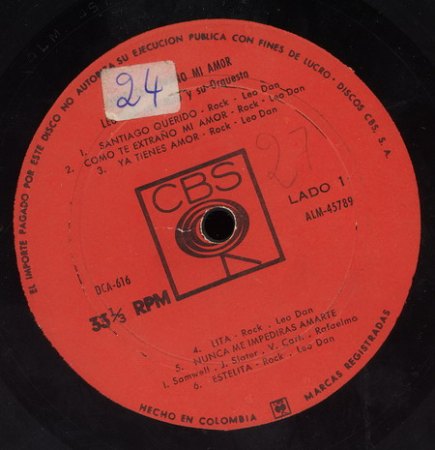 EL IMPORTE PAGADO POR ESTE DISCO NO AUTORIZA SU EJECUCION PUBLICA CON FINES DE LUCRO - DISCOS CBS, S. A.
24
MI AMOR
y su Orquesta
1. SANTIAGO QUERIDO - Rock - Leo Dan
2. COMO TE EXTRAÑO MI AMOR - Rock - Leo Dan
3. YA TIENES AMOR - Rock - Leo Dan
27
CBS
LADO 1
ALM-45789
DCA-616
33⅓ RPM
4. LITA - Rock - Leo Dan
5. NUNCA ME IMPEDIRAS AMARTE
I. Samwell - J. Slater - V. Cash - Rafaelmo
6. ESTELITA - Rock - Leo Dan
HECHO EN COLOMBIA
MARCAS REGISTRADAS